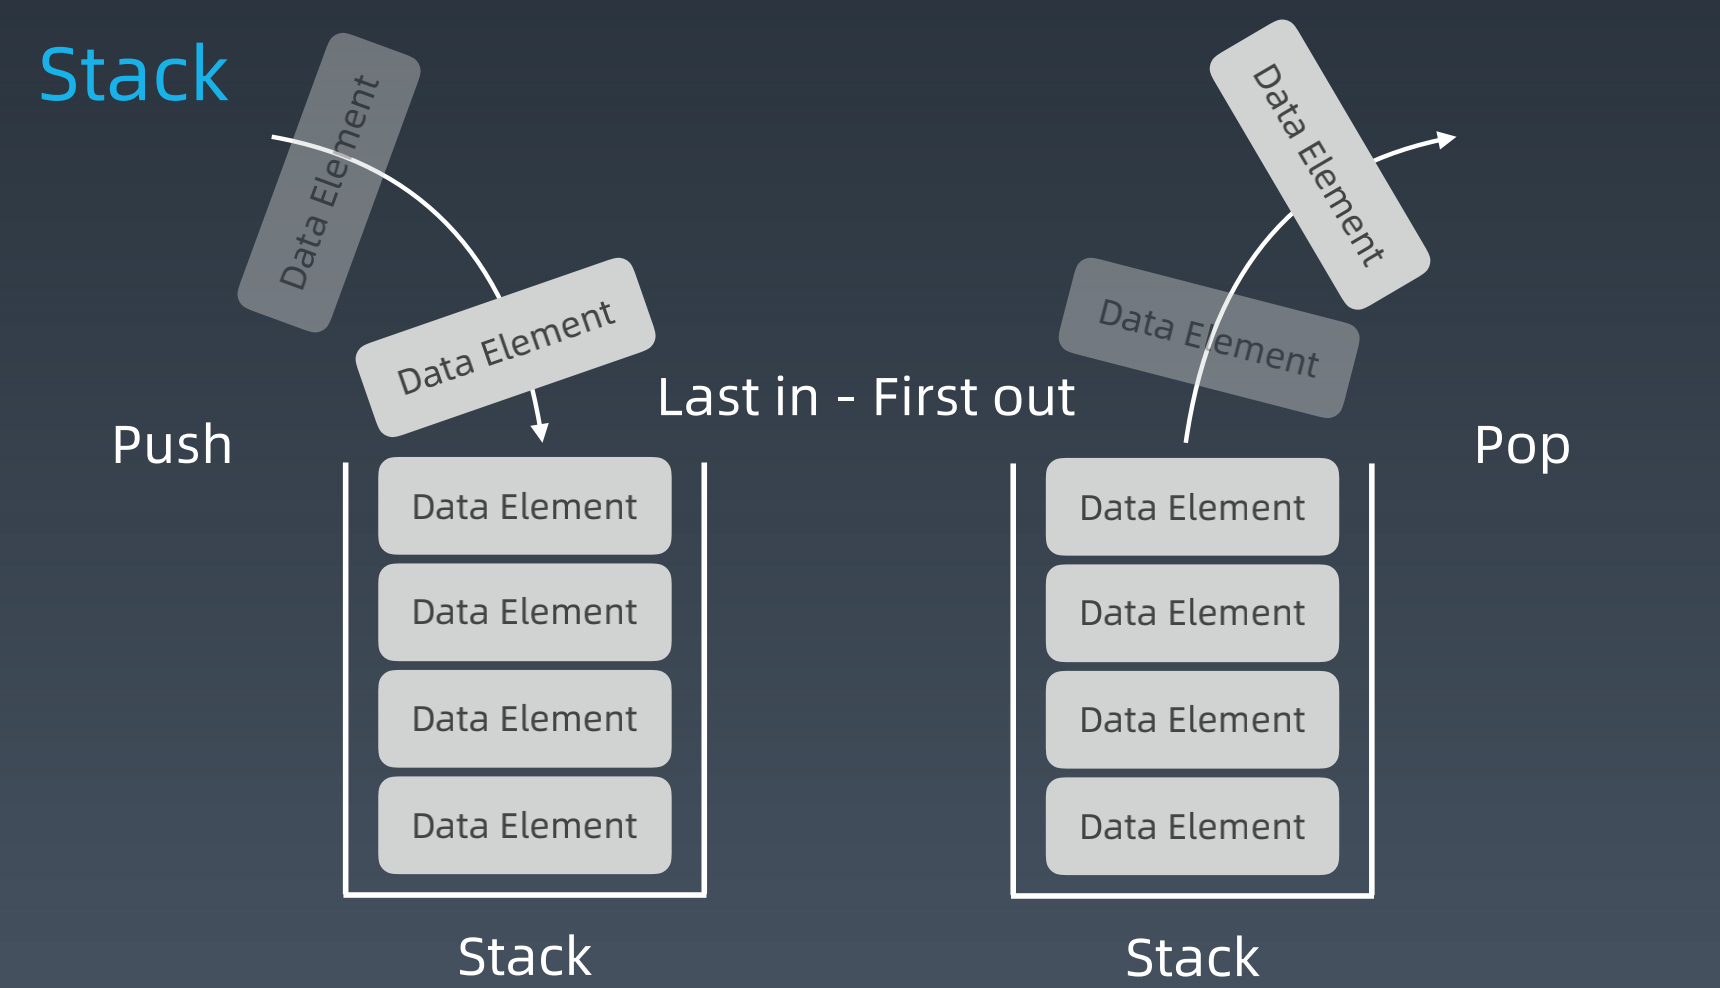 Stack
Data Element
Data Element
Data Element
Data Element
Last in - First out
Push
Pop
Data Element
Data Element
Data Element
Data Element
Data Element
Data Element
Data Element
Data Element
Stack
Stack